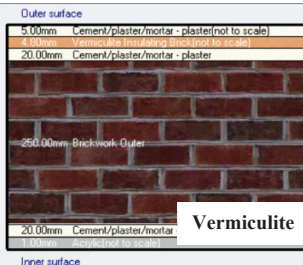 Outer surface
5.00mm Cement/plaster/mortar - plaster(not to scale)
4.00mm Vermiculite Insulating Brick(not to scale)
20.00mm Cement/plaster/mortar - plaster
250.00mm Brickwork Outer
20.00mm Cement/plaster/mortar -
Vermiculite
1.00mm Acrylic(not to scale)
Inner surface